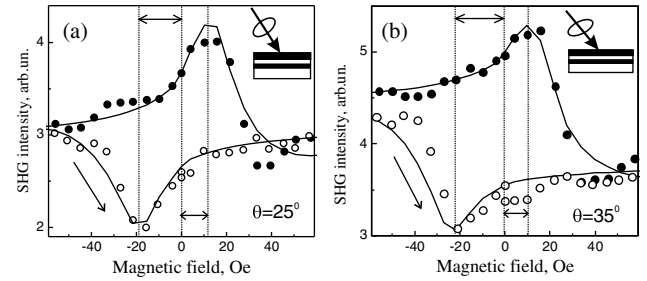 (a)
SHG intensity, arb.un.
4
3
2
-40 -20 0 20 40
Magnetic field, Oe
θ=25⁰
(b)
SHG intensity, arb.un.
5
4
3
-40 -20 0 20 40
Magnetic field, Oe
θ=35⁰